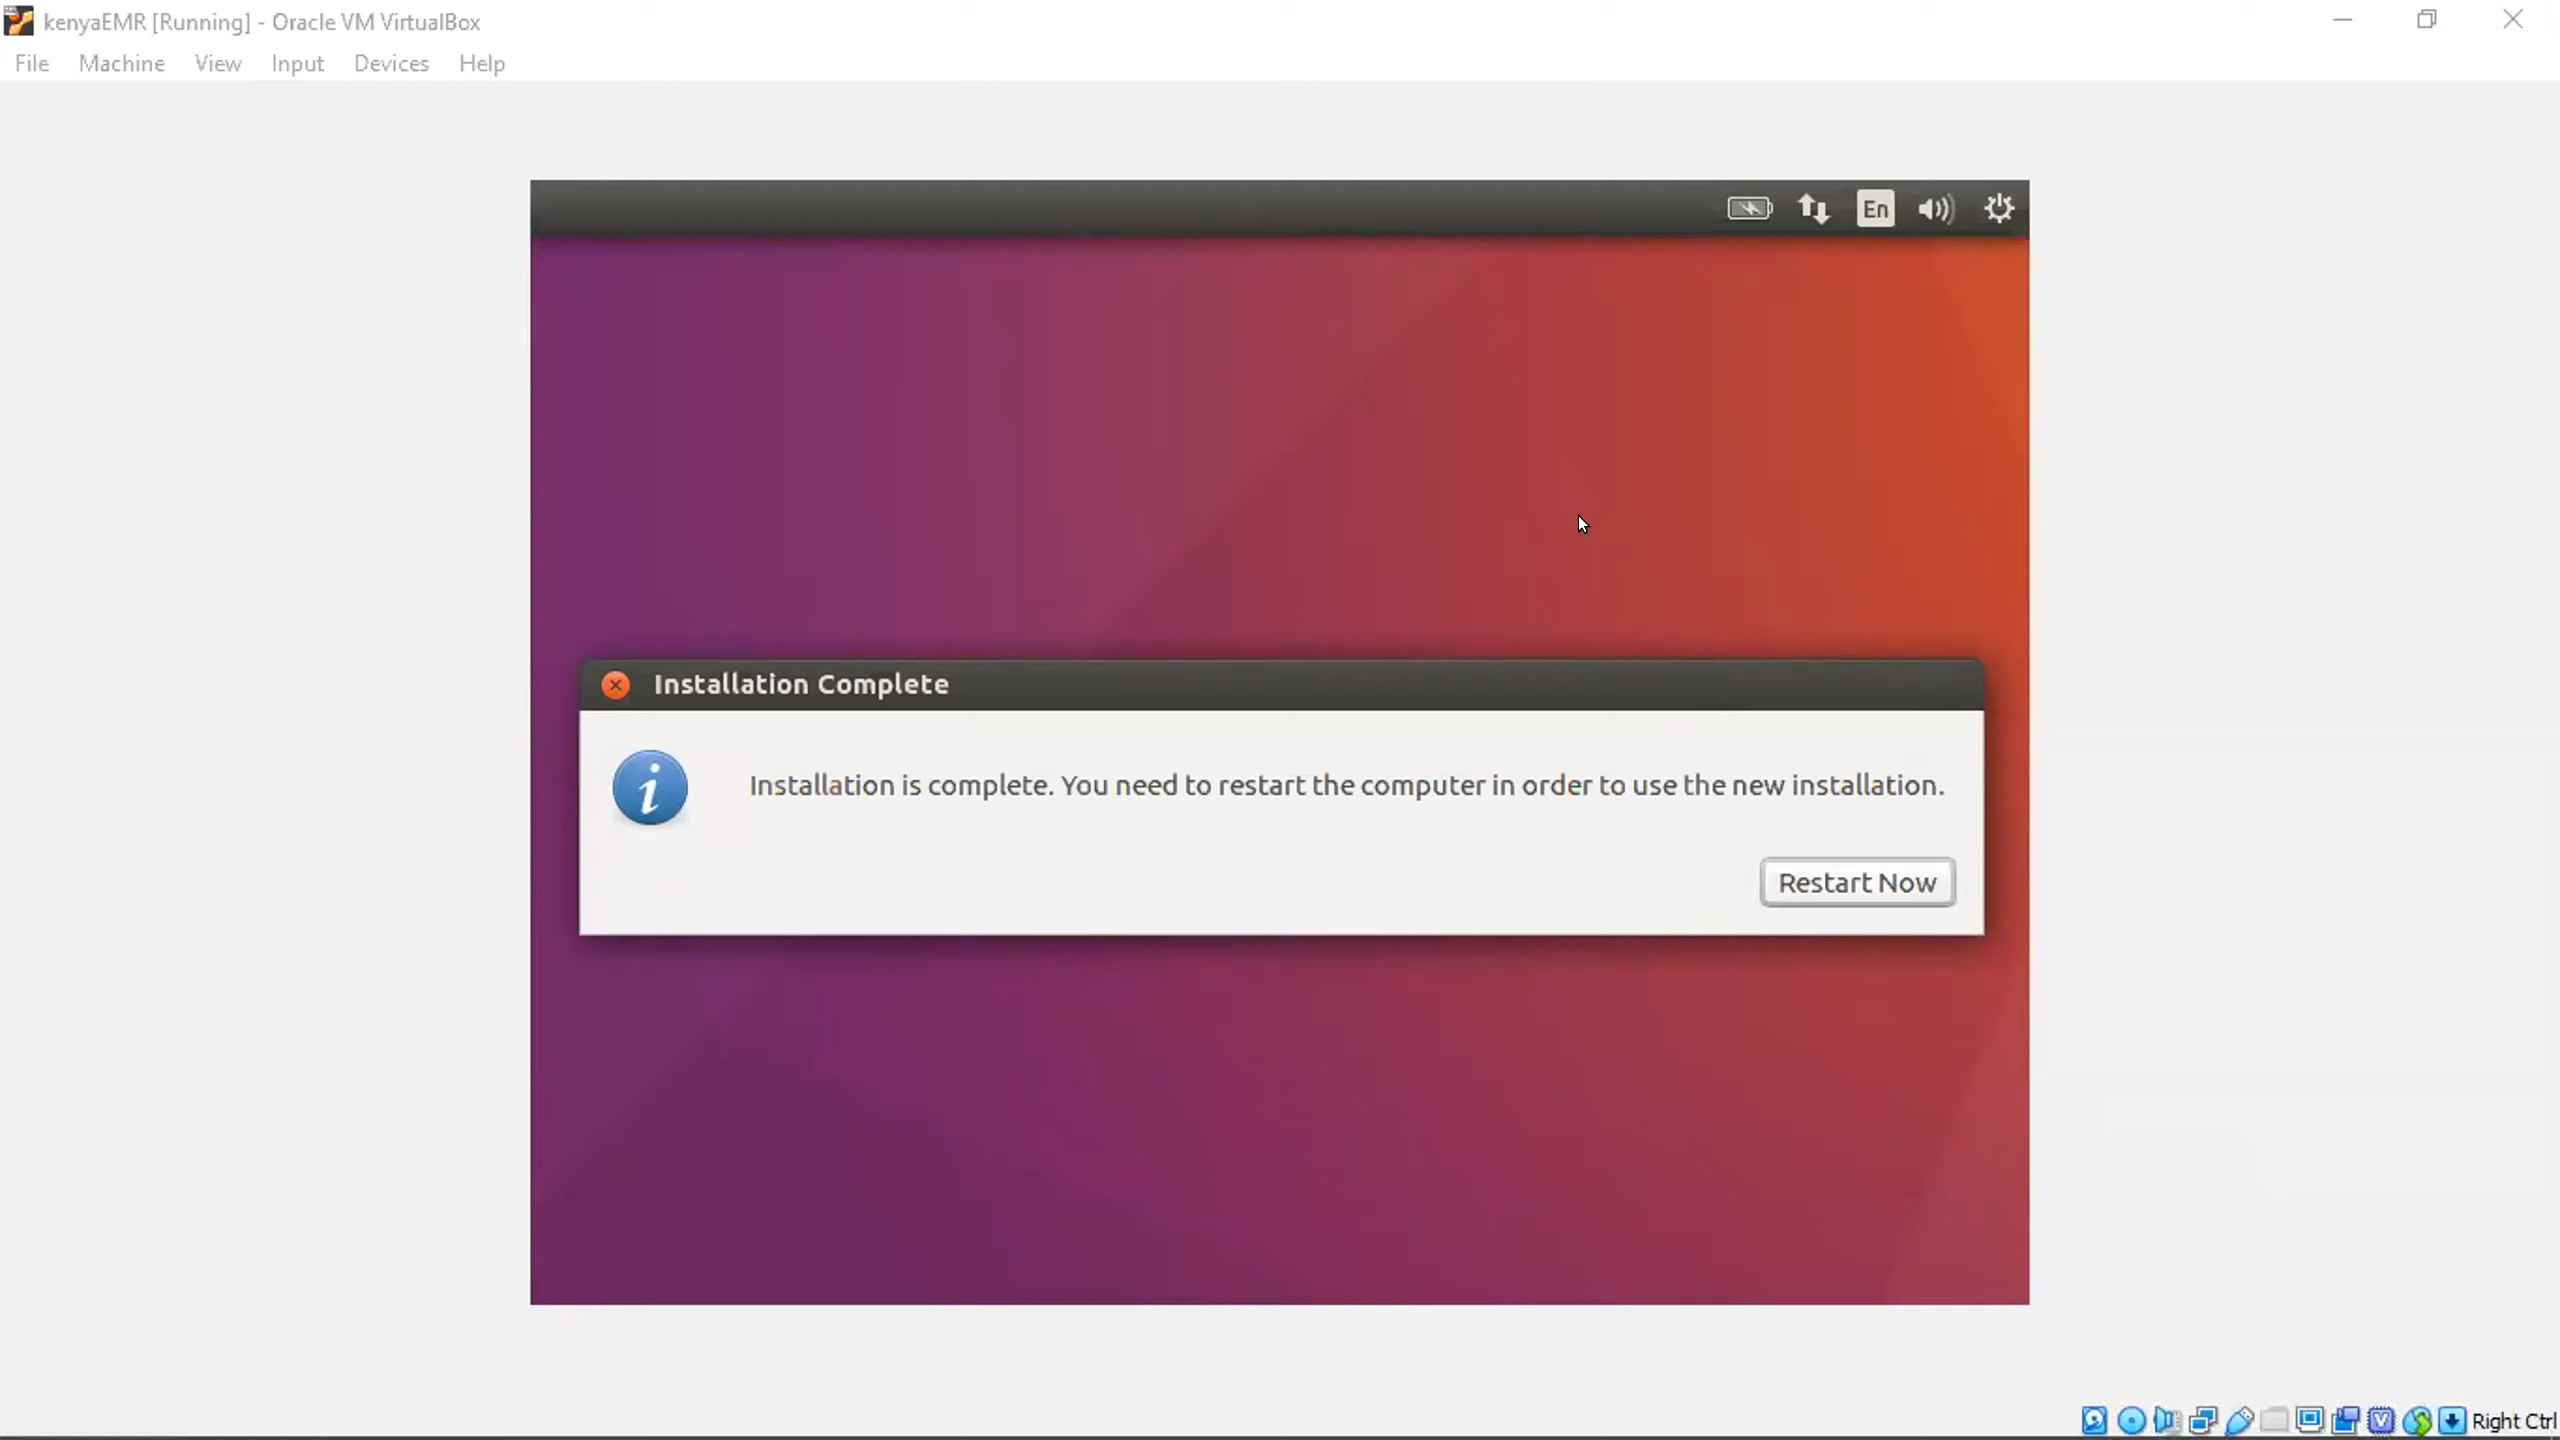 kenyaEMR [Running] - Oracle VM VirtualBox
File Machine View Input Devices Help
En
Installation Complete
Installation is complete. You need to restart the computer in order to use the new installation.
Restart Now
Right Ctrl